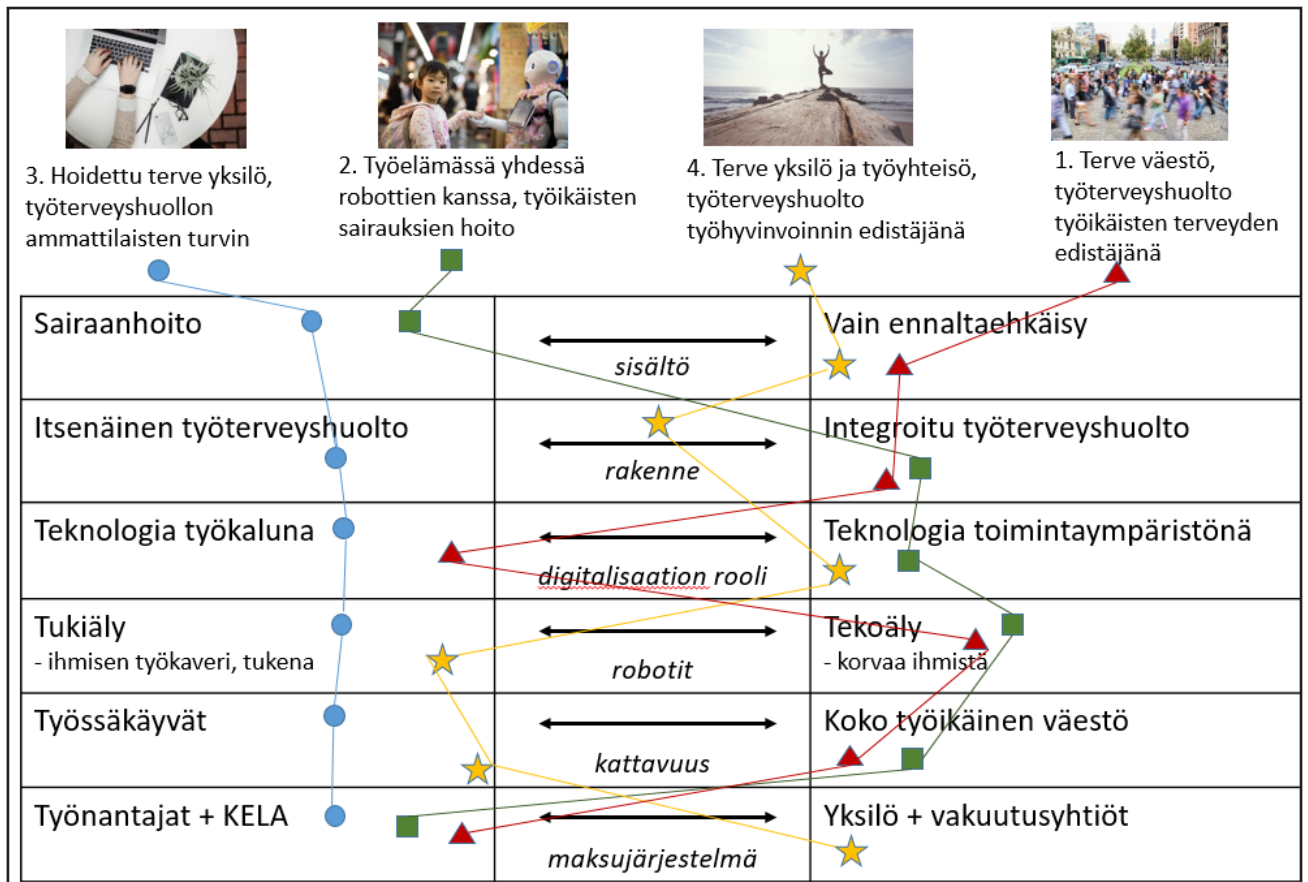 3. Hoidettu terve yksilö,
työterveyshuollon
ammattilaisten turvin
2. Työelämässä yhdessä
robottien kanssa, työikäisten
sairauksien hoito
4. Terve yksilö ja työyhteisö,
työterveyshuolto
työhyvinvoinnin edistäjänä
1. Terve väestö,
työterveyshuolto
työikäisten terveyden
edistäjänä
Sairaanhoito
sisältö
Vain ennaltaehkäisy
Itsenäinen työterveyshuolto
rakenne
Integroitu työterveyshuolto
Teknologia työkaluna
digitalisaation rooli
Teknologia toimintaympäristönä
Tukiäly
- ihmisen työkaveri, tukena
robotit
Tekoäly
- korvaa ihmistä
Työssäkäyvät
kattavuus
Koko työikäinen väestö
Työnantajat + KELA
maksujärjestelmä
Yksilö + vakuutusyhtiöt